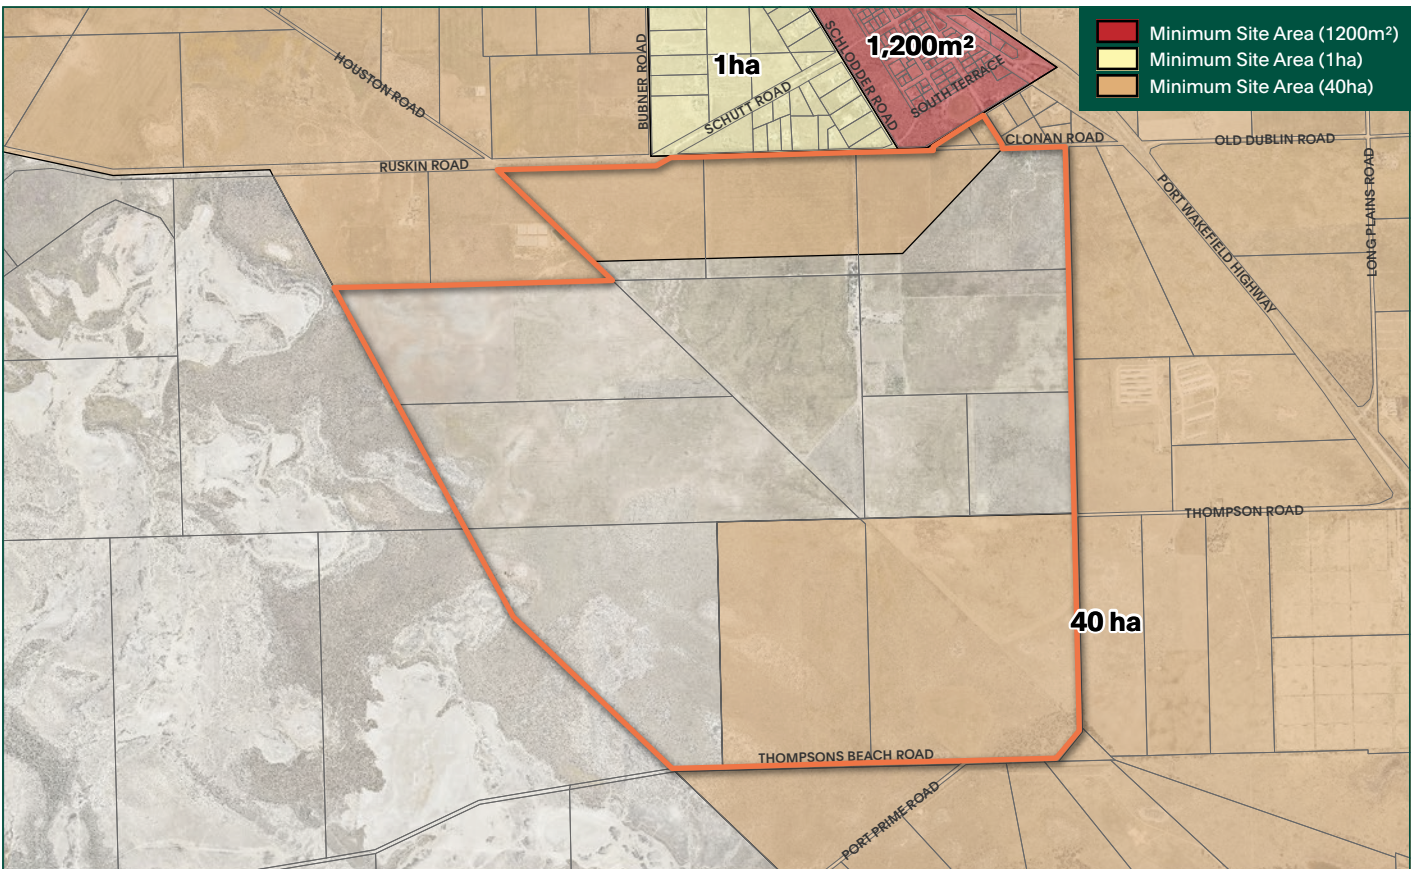 Minimum Site Area (1200m²)
Minimum Site Area (1ha)
Minimum Site Area (40ha)
1,200m²
1ha
HOUSTON ROAD
BUBNER ROAD
SCHUTT ROAD
SCHLODDER ROAD
SOUTH TERRACE
CLONAN ROAD
OLD DUBLIN ROAD
RUSKIN ROAD
PORT WAKEFIELD HIGHWAY
LONG PLAINS ROAD
THOMPSON ROAD
40 ha
THOMPSONS BEACH ROAD
PORT PRIME ROAD